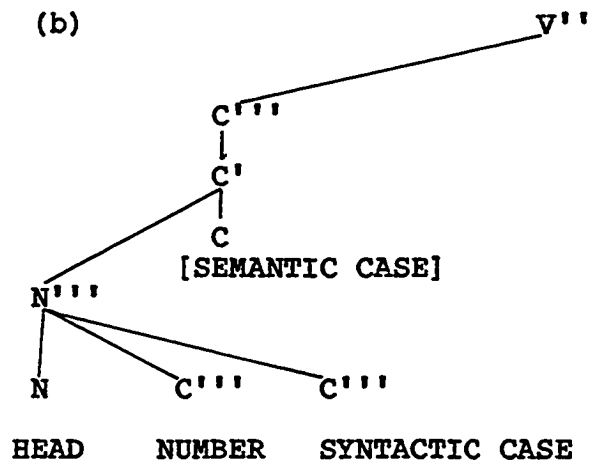 (b) V''
C'''
C'
C
[SEMANTIC CASE]
N'''
N C''' C'''
HEAD NUMBER SYNTACTIC CASE